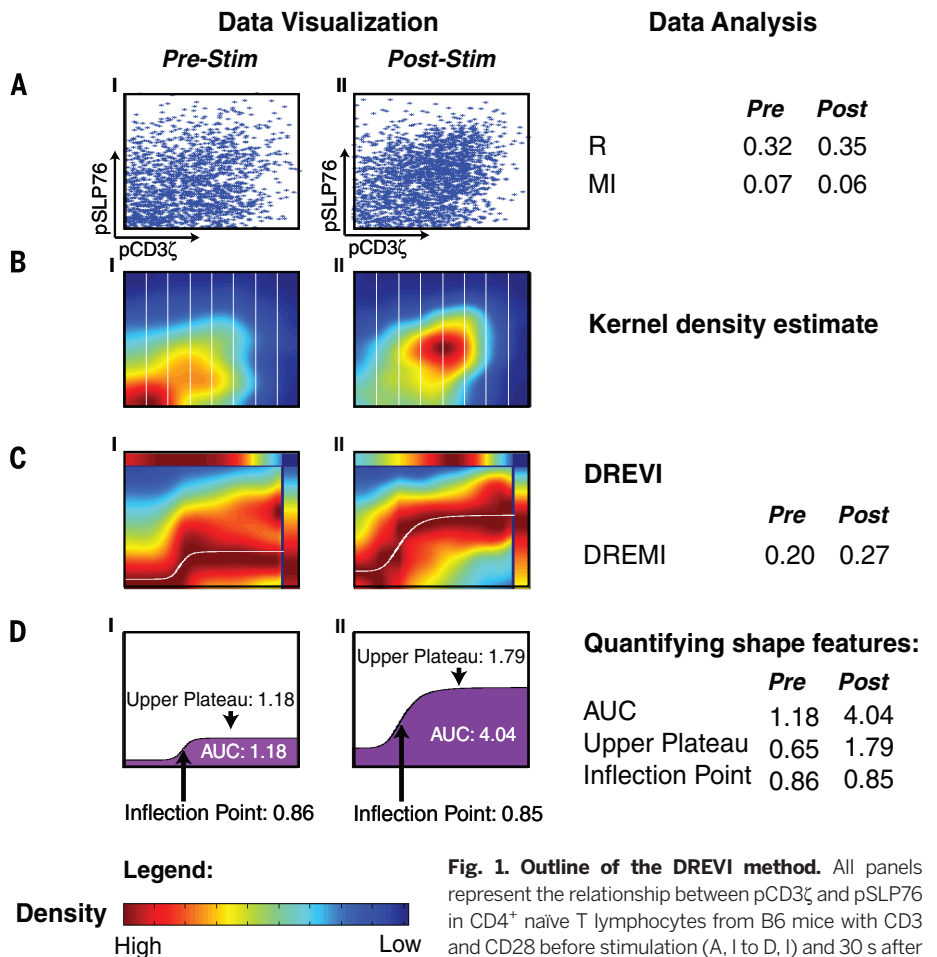 Data Visualization
Data Analysis
Pre-Stim
Post-Stim
A
I
II
pSLP76
pCD3ζ
pSLP76
pCD3ζ
Pre Post
R 0.32 0.35
MI 0.07 0.06
B
I
II
Kernel density estimate
C
I
II
DREVI
Pre Post
DREMI 0.20 0.27
D
I
II
Upper Plateau: 1.18
AUC: 1.18
Inflection Point: 0.86
Upper Plateau: 1.79
AUC: 4.04
Inflection Point: 0.85
Quantifying shape features:
Pre Post
AUC 1.18 4.04
Upper Plateau 0.65 1.79
Inflection Point 0.86 0.85
Legend:
Density
High
Low
Fig. 1. Outline of the DREVI method. All panels
represent the relationship between pCD3ζ and pSLP76
in CD4⁺ naïve T lymphocytes from B6 mice with CD3
and CD28 before stimulation (A, I to D, I) and 30 s after